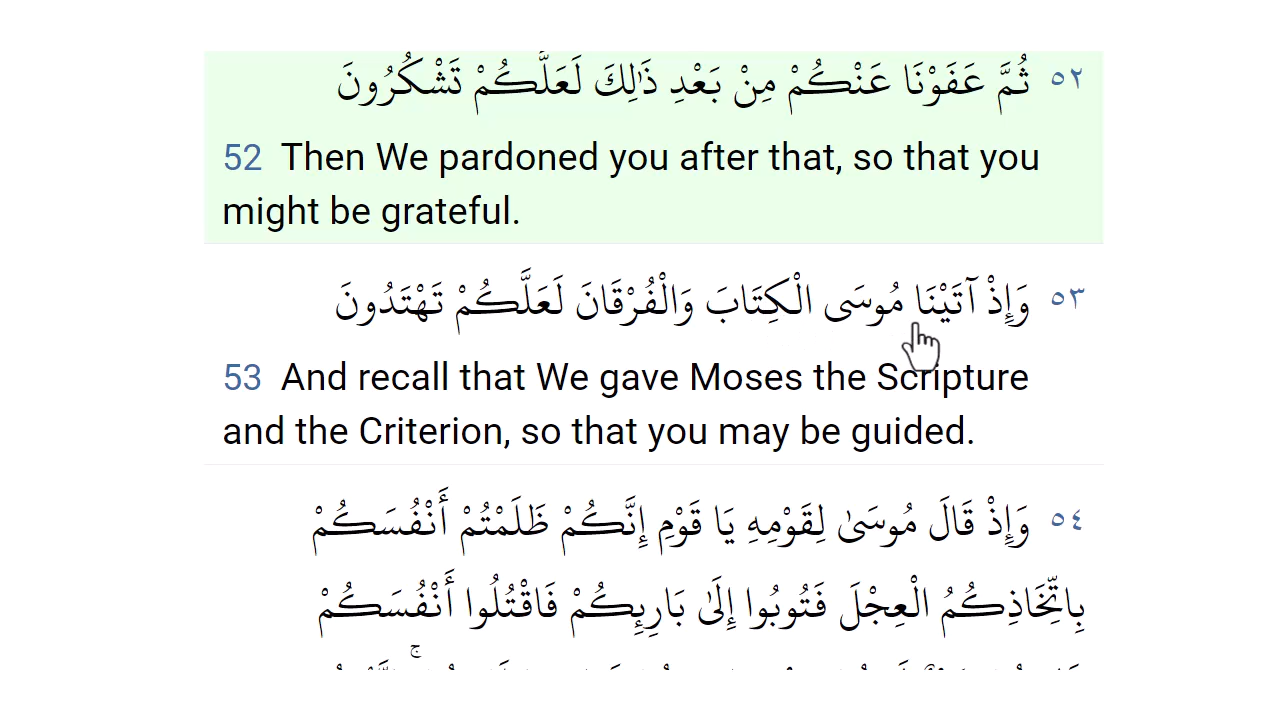 ٥٢ ثُمَّ عَفَوْنَا عَنْكُمْ مِنْ بَعْدِ ذَٰلِكَ لَعَلَّكُمْ تَشْكُرُونَ
52 Then We pardoned you after that, so that you
might be grateful.
٥٣ وَإِذْ آتَيْنَا مُوسَى الْكِتَابَ وَالْفُرْقَانَ لَعَلَّكُمْ تَهْتَدُونَ
53 And recall that We gave Moses the Scripture
and the Criterion, so that you may be guided.
٥٤ وَإِذْ قَالَ مُوسَىٰ لِقَوْمِهِ يَا قَوْمِ إِنَّكُمْ ظَلَمْتُمْ أَنْفُسَكُمْ
بِاتِّخَاذِكُمُ الْعِجْلَ فَتُوبُوا إِلَىٰ بَارِئِكُمْ فَاقْتُلُوا أَنْفُسَكُمْ